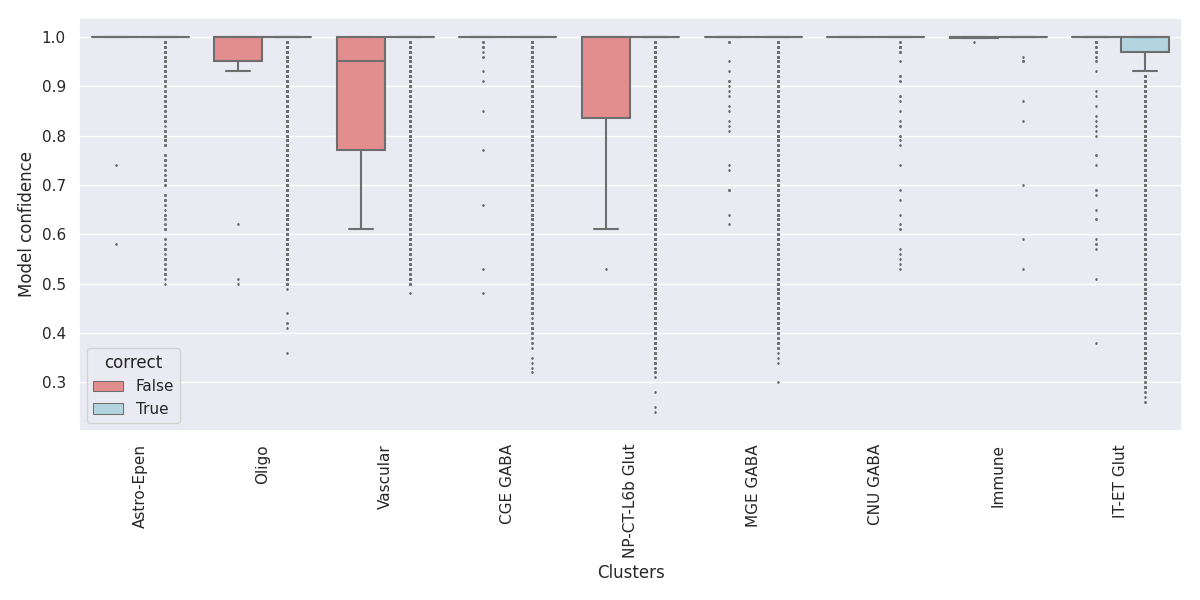 Model confidence
1.0
0.9
0.8
0.7
0.6
0.5
0.4
0.3
correct
False
True
Astro-Epen
Oligo
Vascular
CGE GABA
NP-CT-L6b Glut
MGE GABA
CNU GABA
Immune
IT-ET Glut
Clusters